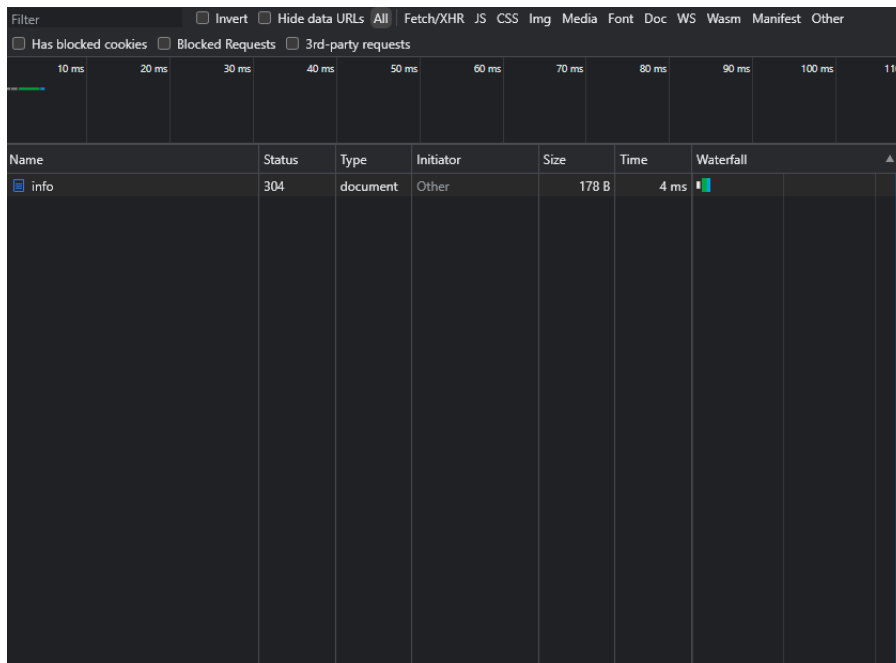 Filter Invert Hide data URLs All Fetch/XHR JS CSS Img Media Font Doc WS Wasm Manifest Other
Has blocked cookies Blocked Requests 3rd-party requests
10 ms 20 ms 30 ms 40 ms 50 ms 60 ms 70 ms 80 ms 90 ms 100 ms 11
Name Status Type Initiator Size Time Waterfall
info 304 document Other 178 B 4 ms